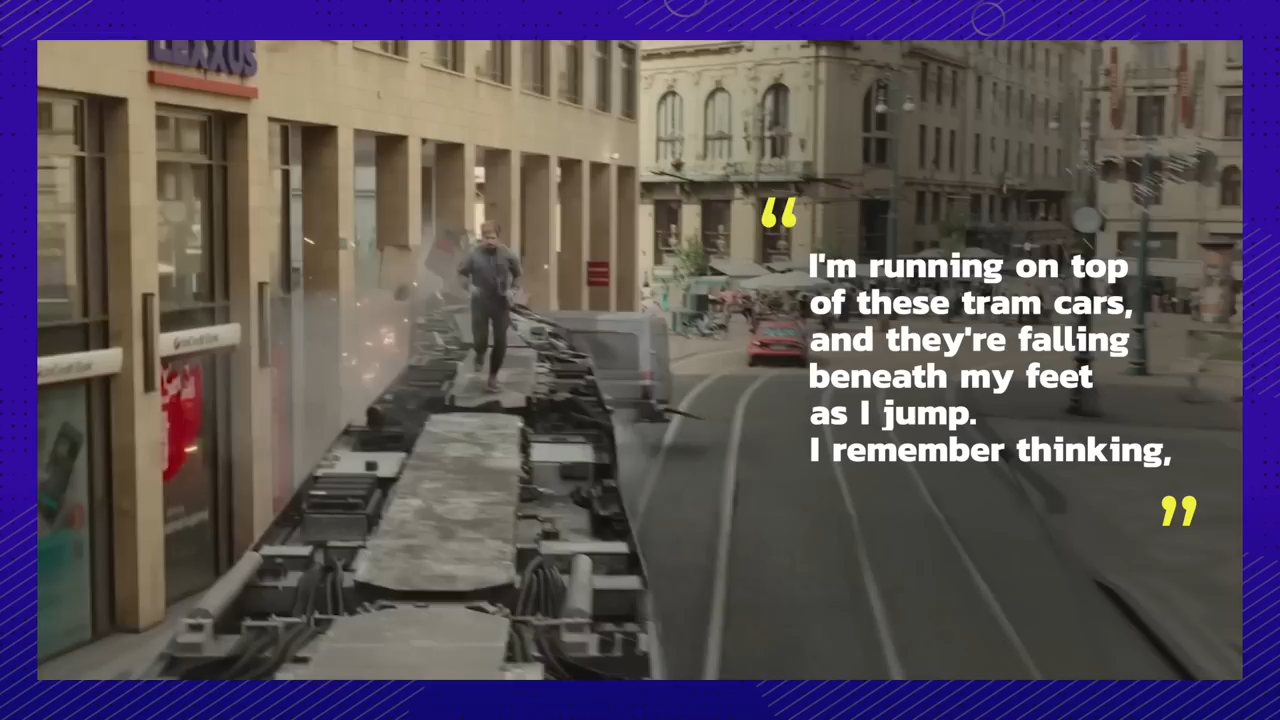 LEXXUS
“
I'm running on top
of these tram cars,
and they're falling
beneath my feet
as I jump.
I remember thinking,
”